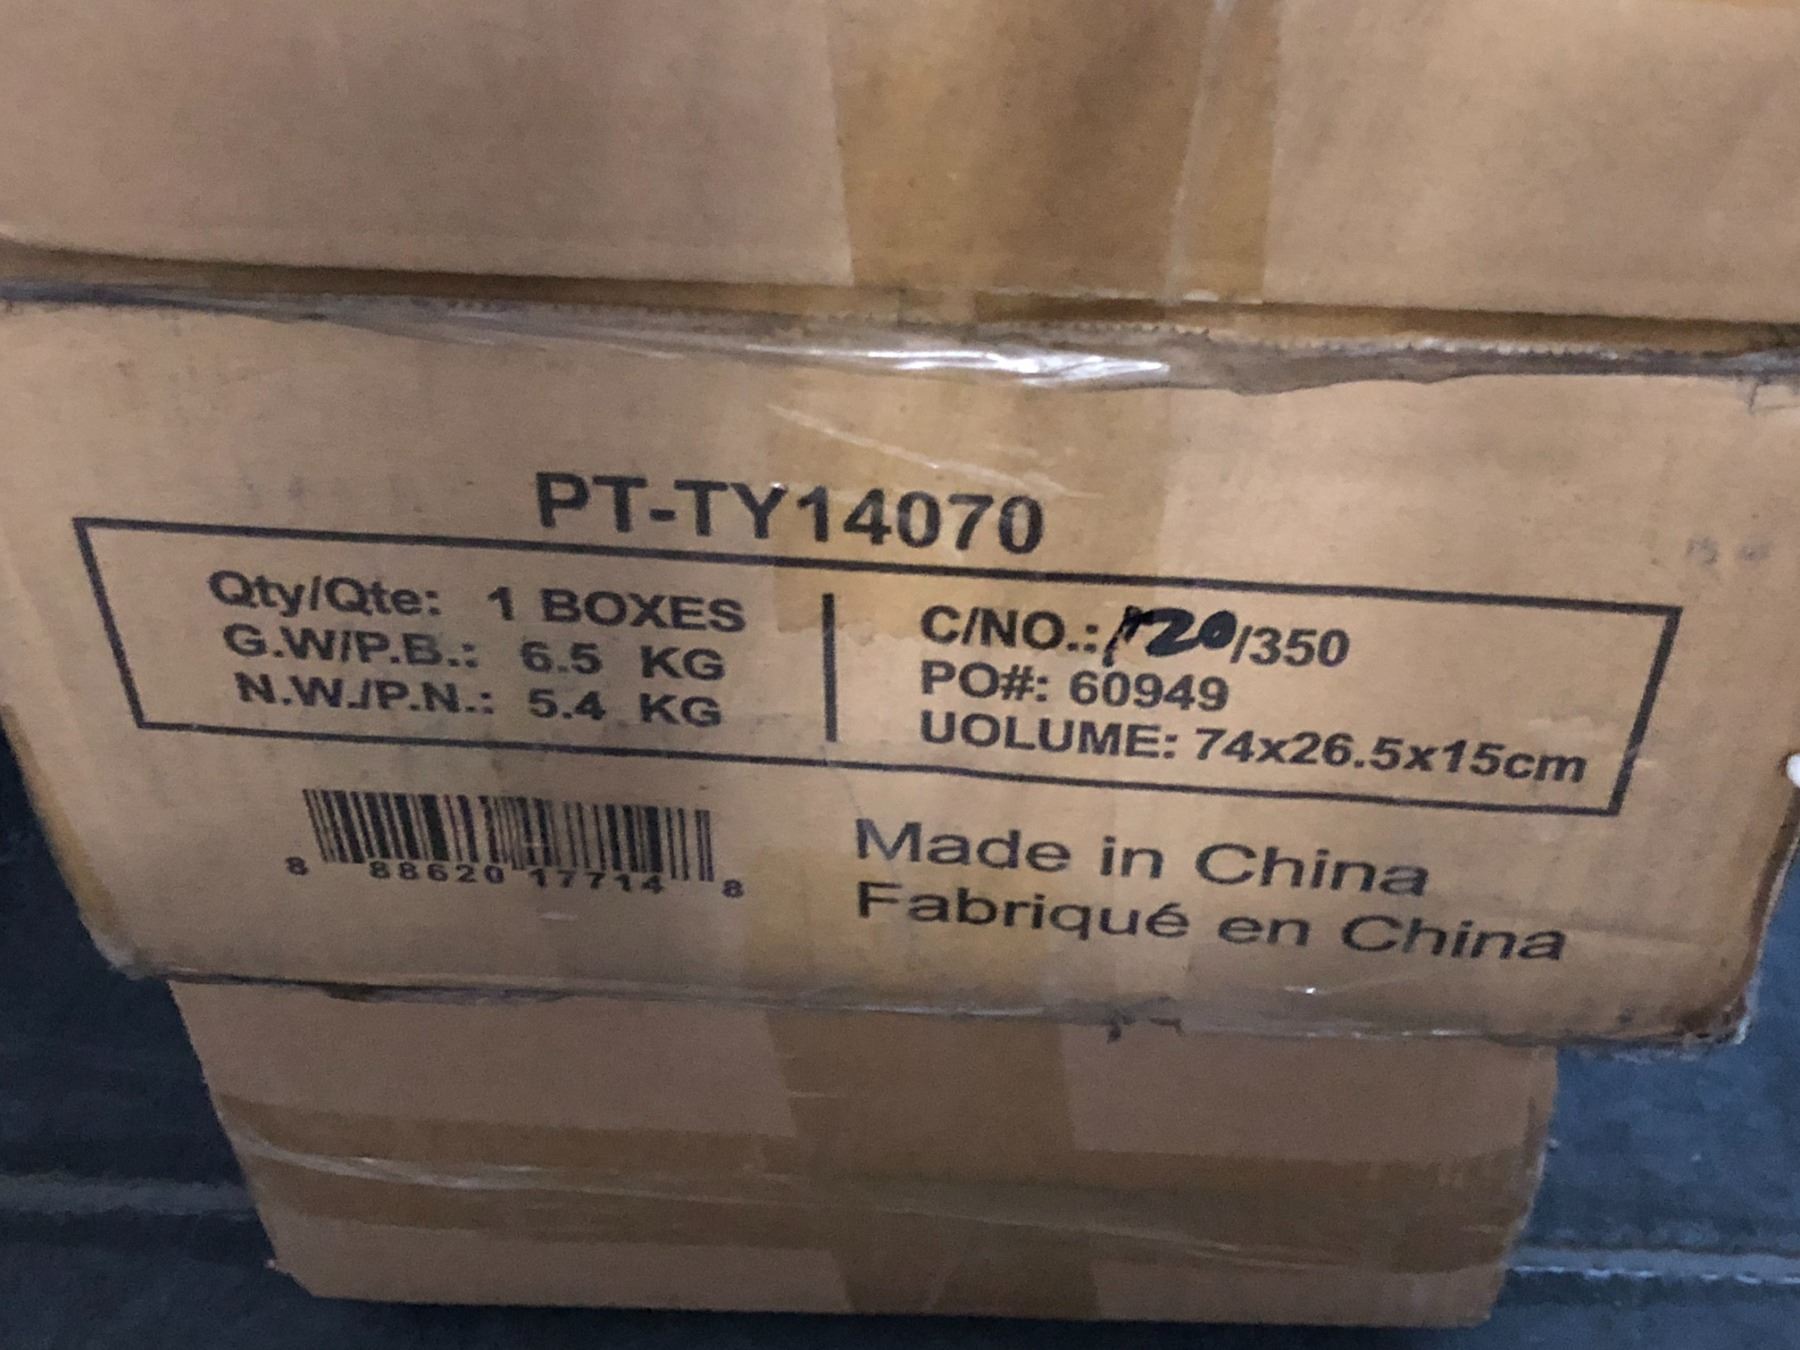 PT-TY14070
Qty/Qte: 1 BOXES
G.W/P.B.: 6.5 KG
N.W./P.N.: 5.4 KG
C/NO.: 120/350
PO#: 60949
UOLUME: 74x26.5x15cm
8 88620 17714 8
Made in China
Fabriqué en China